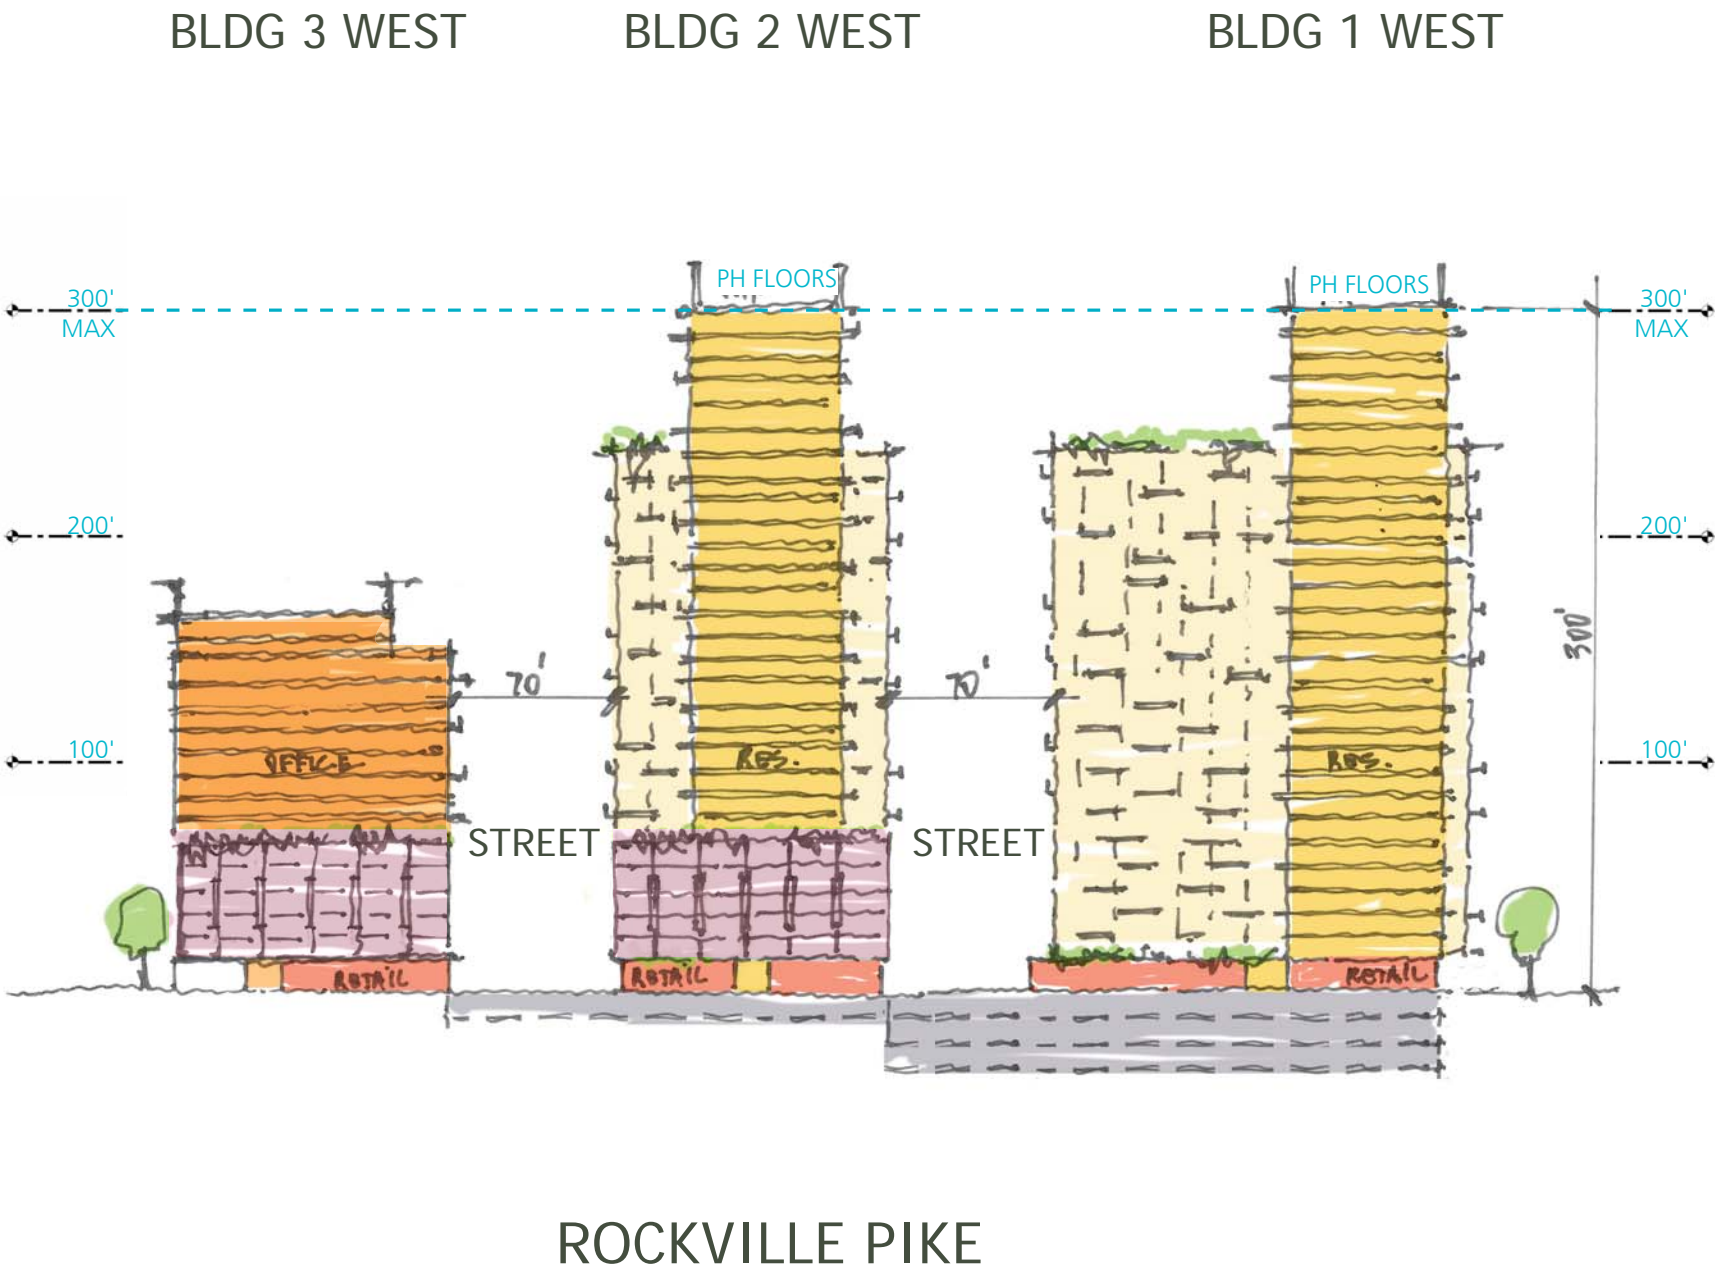 BLDG 3 WEST BLDG 2 WEST BLDG 1 WEST
PH FLOORS PH FLOORS
300' 300'
MAX MAX
200' 200'
300'
70' 70'
100' OFFICE RES. RES. 100'
STREET STREET
RETAIL RETAIL RETAIL
ROCKVILLE PIKE